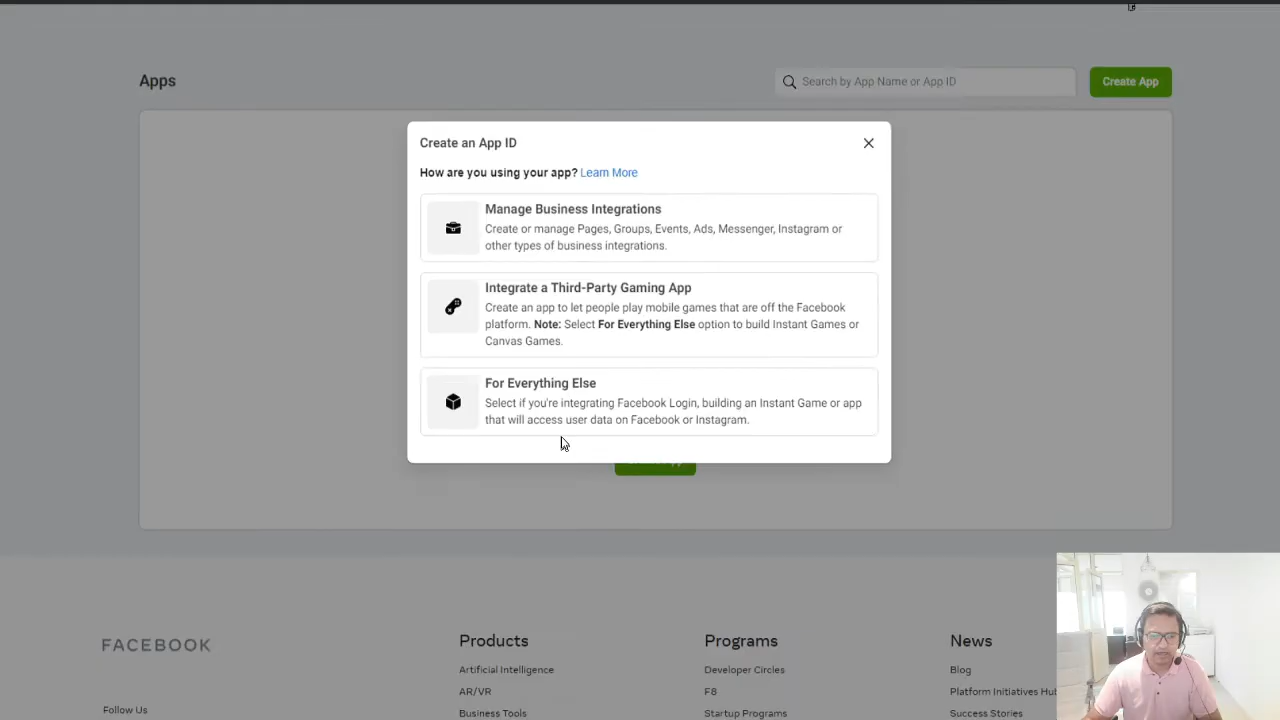 Apps
Search by App Name or App ID
Create App
Create an App ID
How are you using your app? Learn More
Manage Business Integrations
Create or manage Pages, Groups, Events, Ads, Messenger, Instagram or
other types of business integrations.
Integrate a Third-Party Gaming App
Create an app to let people play mobile games that are off the Facebook
platform. Note: Select For Everything Else option to build Instant Games or
Canvas Games.
For Everything Else
Select if you're integrating Facebook Login, building an Instant Game or app
that will access user data on Facebook or Instagram.
FACEBOOK
Follow Us
Products
Artificial Intelligence
AR/VR
Business Tools
Programs
Developer Circles
F8
Startup Programs
News
Blog
Platform Initiatives Hub
Success Stories